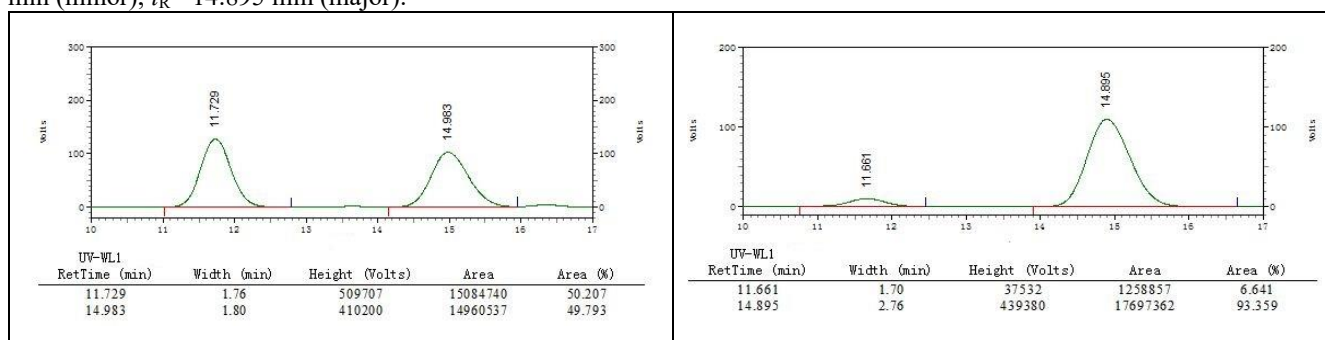 min (minor), tR = 14.895 min (major).
300
200
100
0
300
200
100
0
Volts
Volts
11.729
14.983
10 11 12 13 14 15 16 17
UV-WL1
RetTime (min) Width (min) Height (Volts) Area Area (%)
11.729 1.76 509707 15084740 50.207
14.983 1.80 410200 14960537 49.793
200
100
0
200
100
0
Volts
Volts
11.661
14.895
10 11 12 13 14 15 16 17
UV-WL1
RetTime (min) Width (min) Height (Volts) Area Area (%)
11.661 1.70 37532 1258857 6.641
14.895 2.76 439380 17697362 93.359